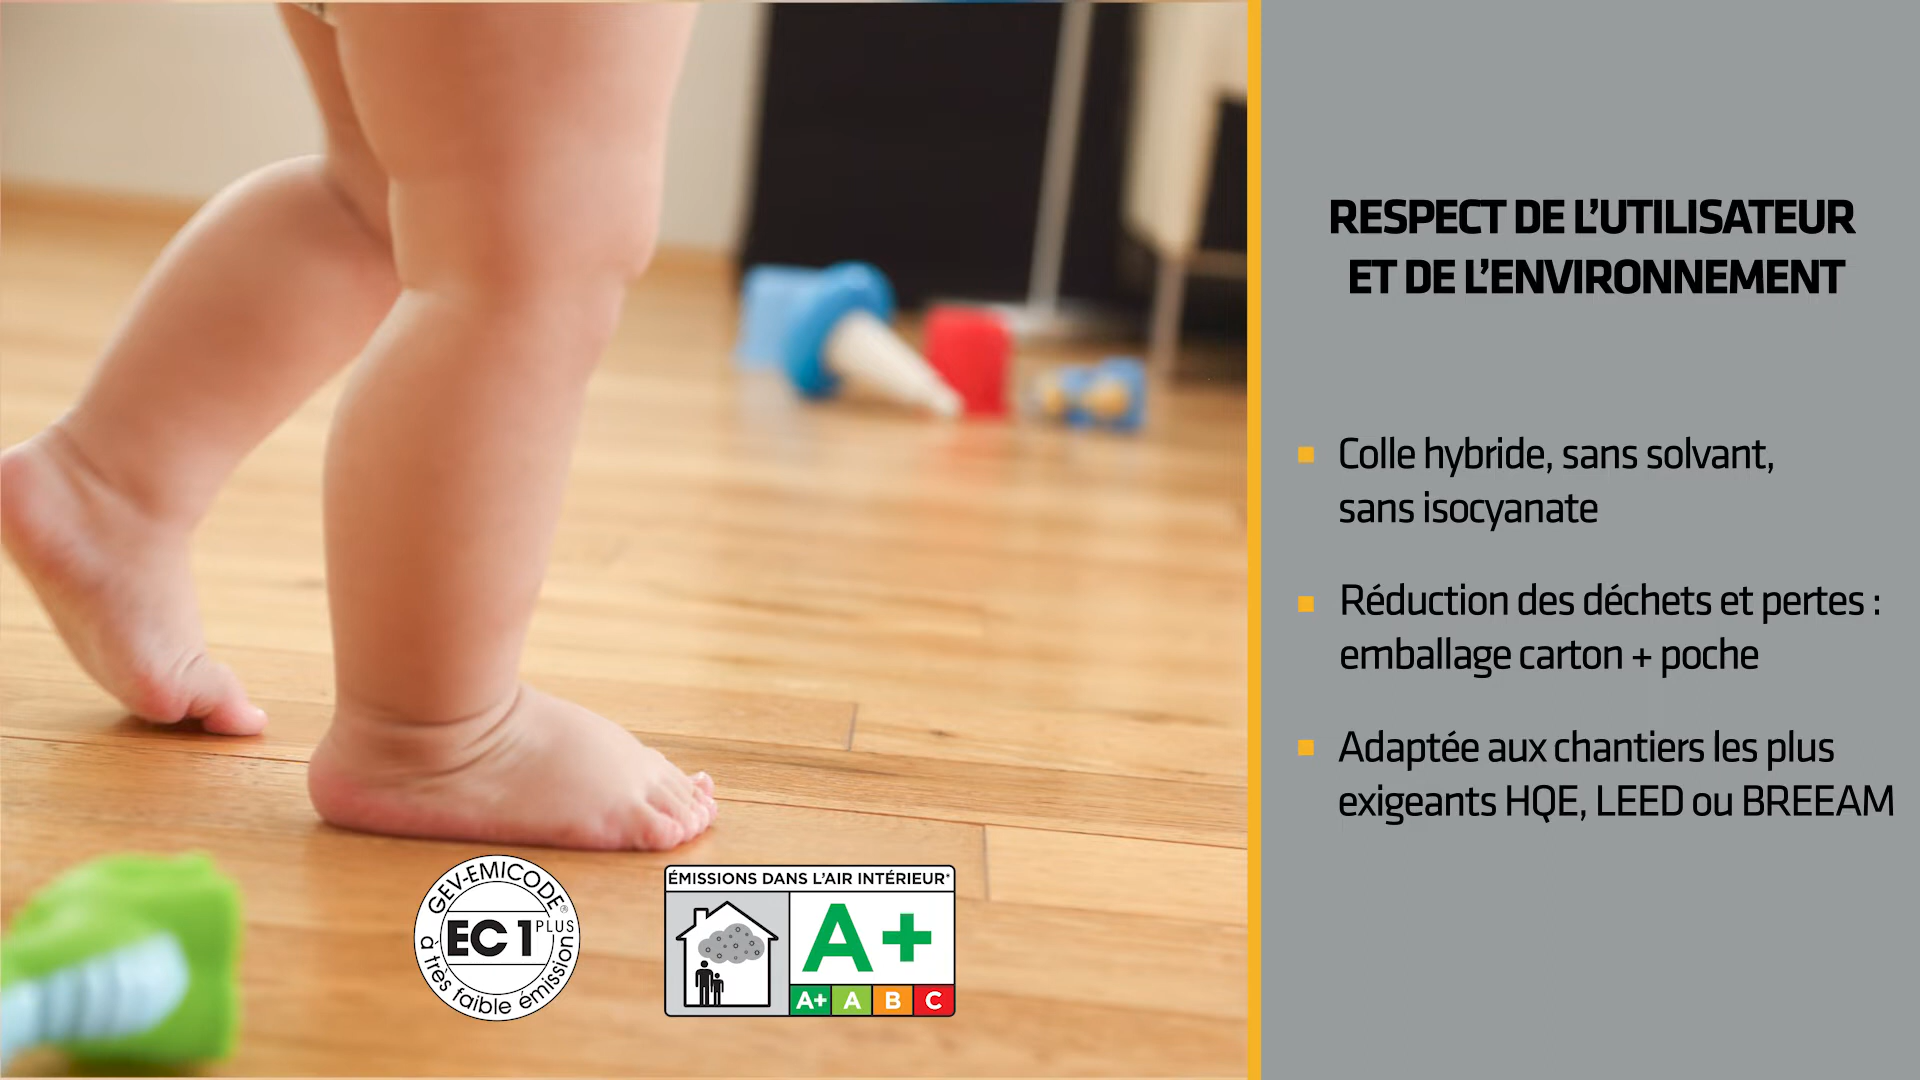 RESPECT DE L’UTILISATEUR
ET DE L’ENVIRONNEMENT
Colle hybride, sans solvant,
sans isocyanate
Réduction des déchets et pertes :
emballage carton + poche
Adaptée aux chantiers les plus
exigeants HQE, LEED ou BREEAM
GEV-EMICODE®
EC 1 PLUS
à très faible émission
ÉMISSIONS DANS L’AIR INTÉRIEUR*
A+
A+ A B C